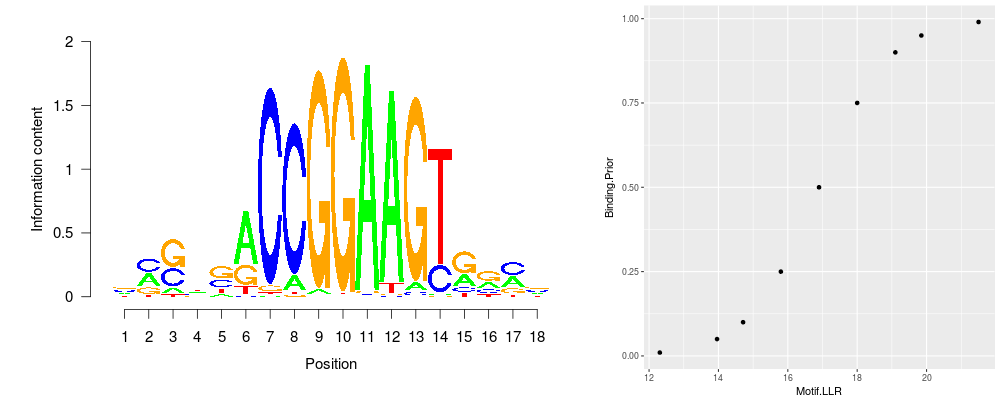 2
1.5
1
0.5
0
Information content
ACCGGAAGT
1 2 3 4 5 6 7 8 9 10 11 12 13 14 15 16 17 18
Position
1.00
0.75
0.50
0.25
0.00
Binding.Prior
12 14 16 18 20
Motif.LLR